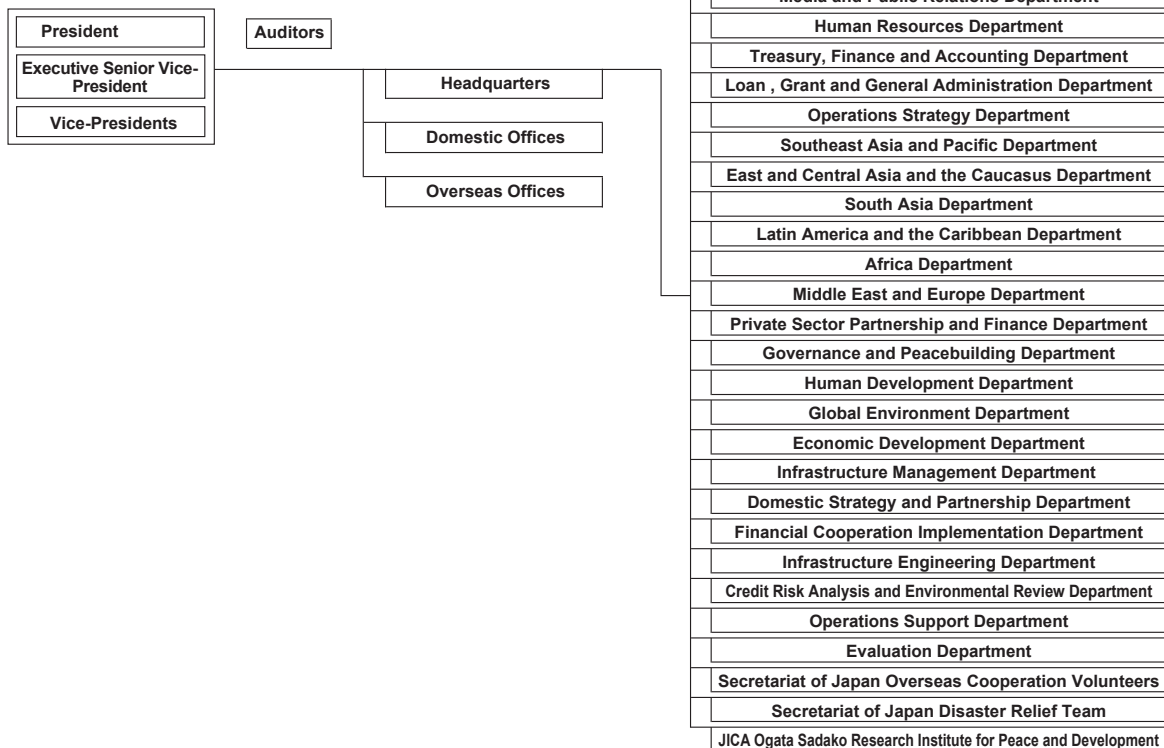 President
Executive Senior Vice-
President
Vice-Presidents
Auditors
Headquarters
Domestic Offices
Overseas Offices
Media and Public Relations Department
Human Resources Department
Treasury, Finance and Accounting Department
Loan , Grant and General Administration Department
Operations Strategy Department
Southeast Asia and Pacific Department
East and Central Asia and the Caucasus Department
South Asia Department
Latin America and the Caribbean Department
Africa Department
Middle East and Europe Department
Private Sector Partnership and Finance Department
Governance and Peacebuilding Department
Human Development Department
Global Environment Department
Economic Development Department
Infrastructure Management Department
Domestic Strategy and Partnership Department
Financial Cooperation Implementation Department
Infrastructure Engineering Department
Credit Risk Analysis and Environmental Review Department
Operations Support Department
Evaluation Department
Secretariat of Japan Overseas Cooperation Volunteers
Secretariat of Japan Disaster Relief Team
JICA Ogata Sadako Research Institute for Peace and Development